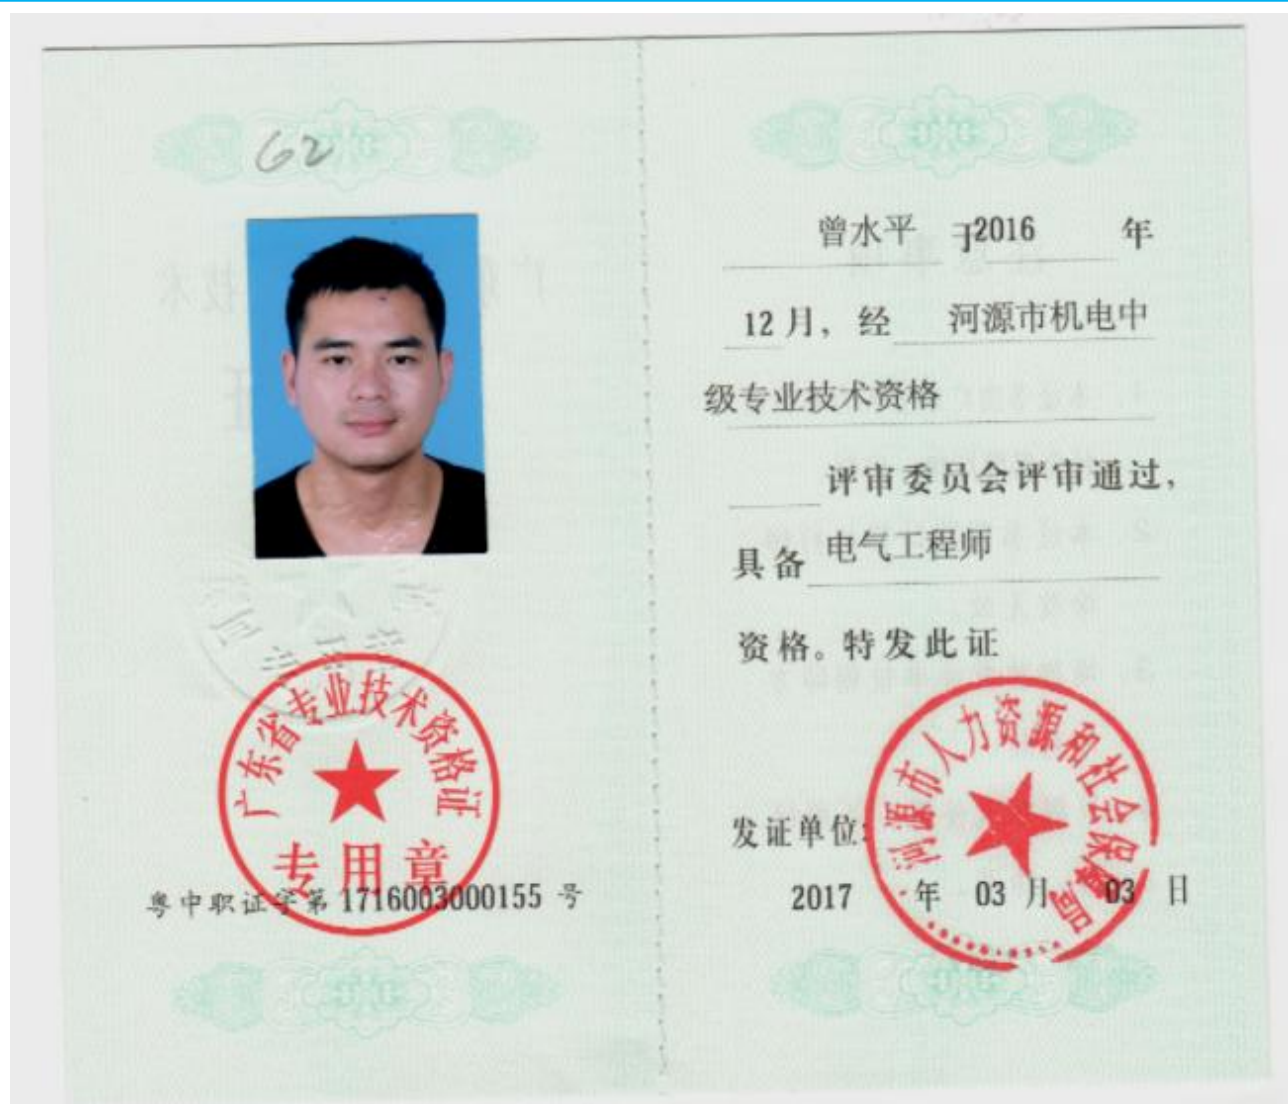 62
广东省专业技术资格证
专用章
粤中职证字第 1716003000155 号
曾水平 于2016 年
12月，经 河源市机电中
级专业技术资格
评审委员会评审通过，
具备 电气工程师
资格。特发此证
河源市人力资源和社会保障局
发证单位：
2017 年 03 月 03 日